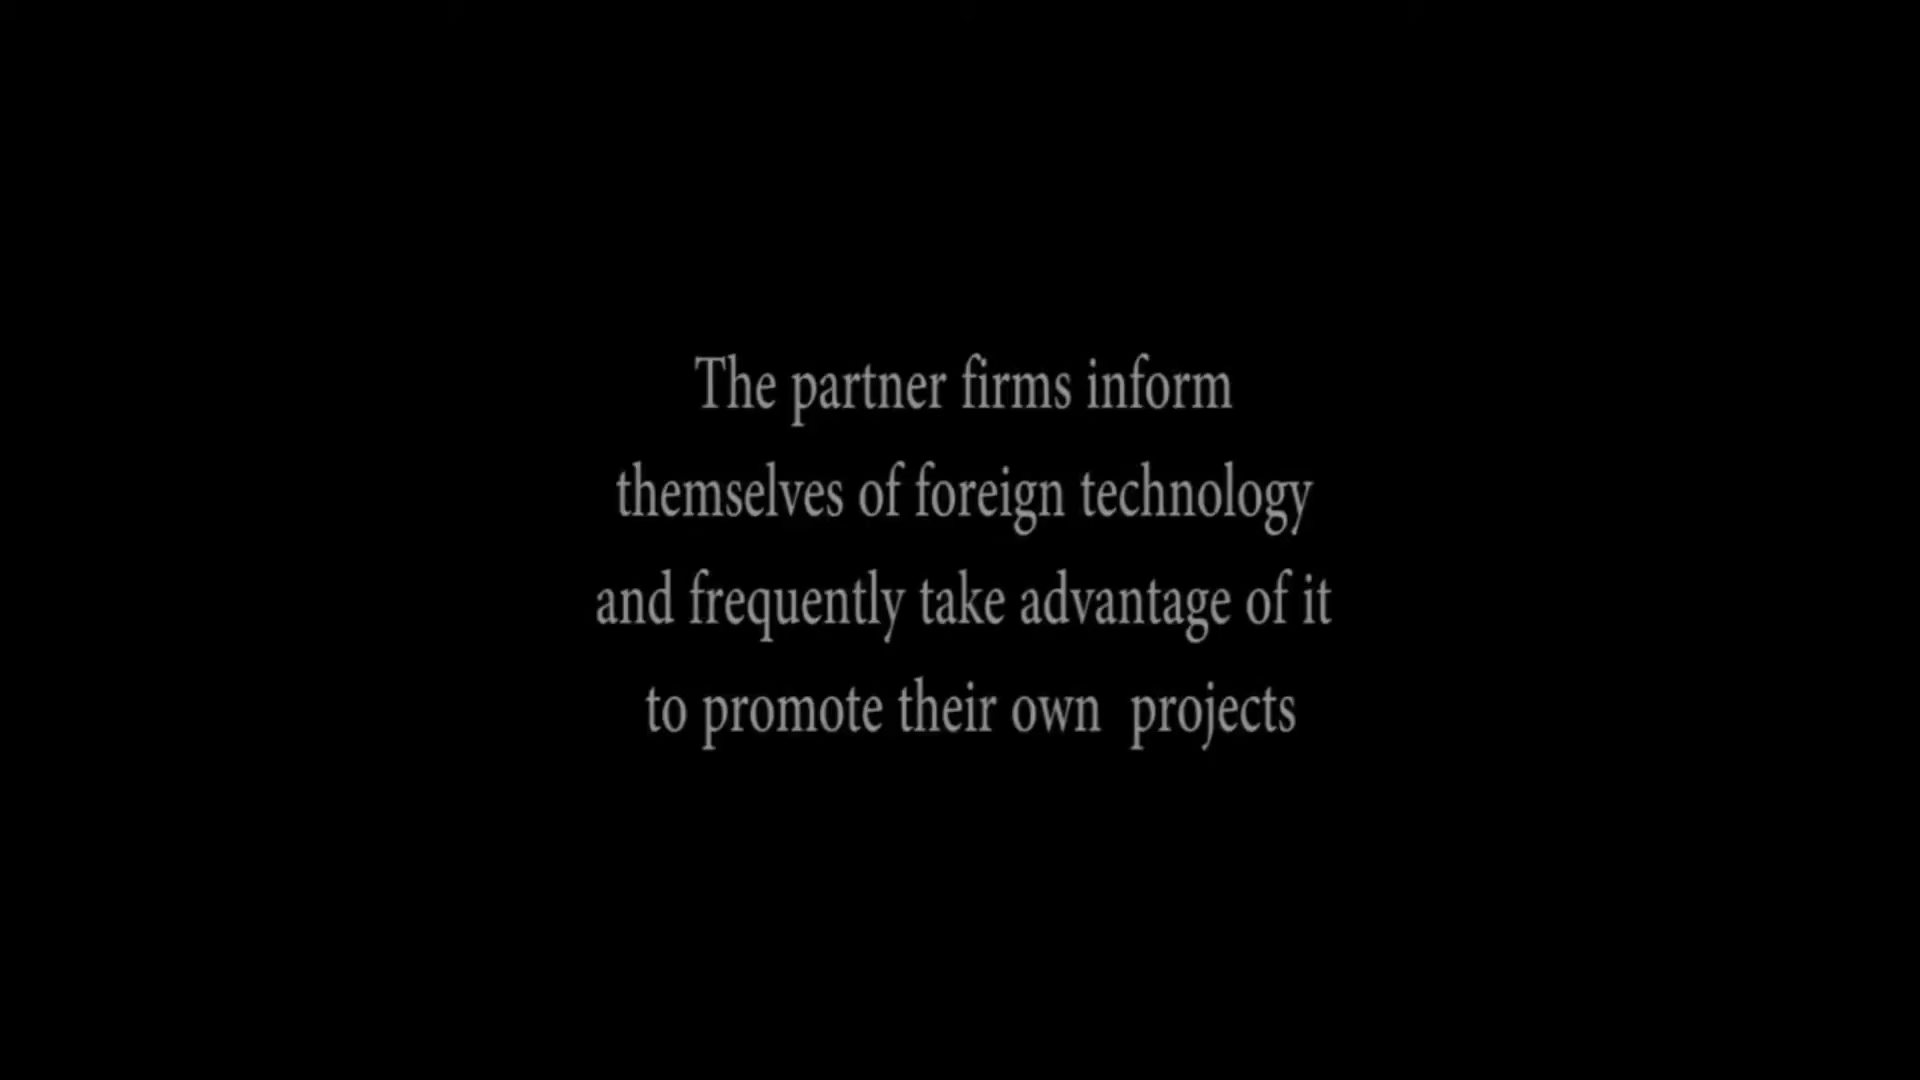 The partner firms inform
themselves of foreign technology
and frequently take advantage of it
to promote their own  projects